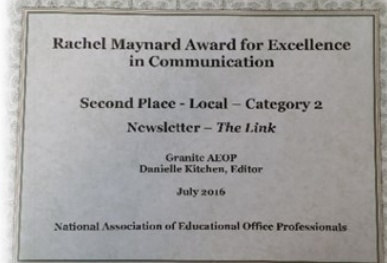 Rachel Maynard Award for Excellence
in Communication
Second Place - Local – Category 2
Newsletter – The Link
Granite AEOP
Danielle Kitchen, Editor
July 2016
National Association of Educational Office Professionals